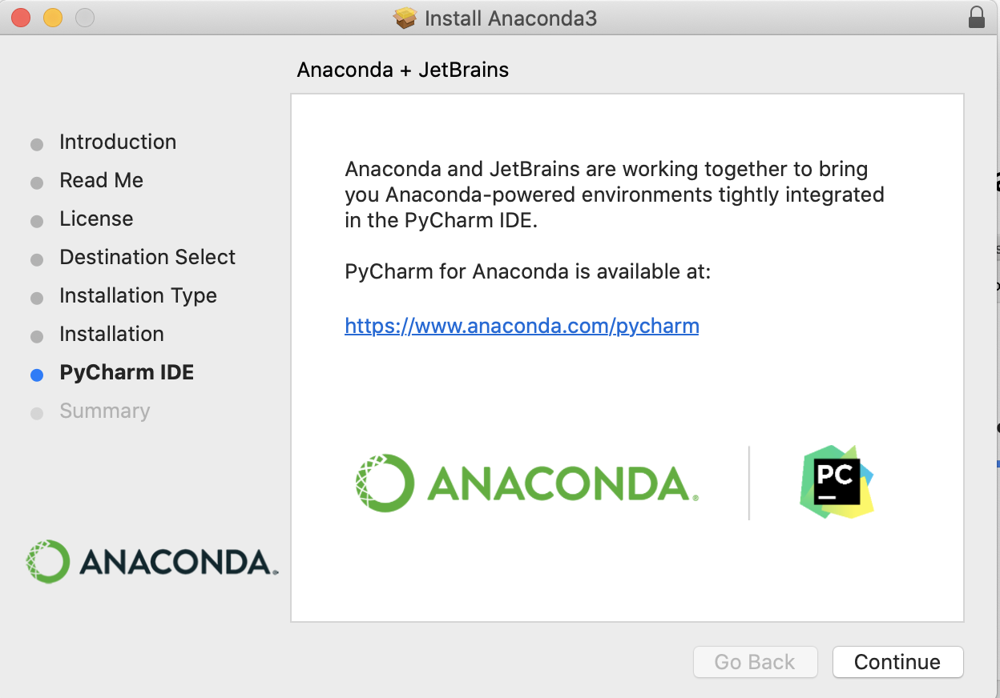 Install Anaconda3
Anaconda + JetBrains
Introduction
Read Me
License
Destination Select
Installation Type
Installation
PyCharm IDE
Summary
Anaconda and JetBrains are working together to bring
you Anaconda-powered environments tightly integrated
in the PyCharm IDE.
PyCharm for Anaconda is available at:
https://www.anaconda.com/pycharm
ANACONDA®
PC
ANACONDA®
Go Back
Continue